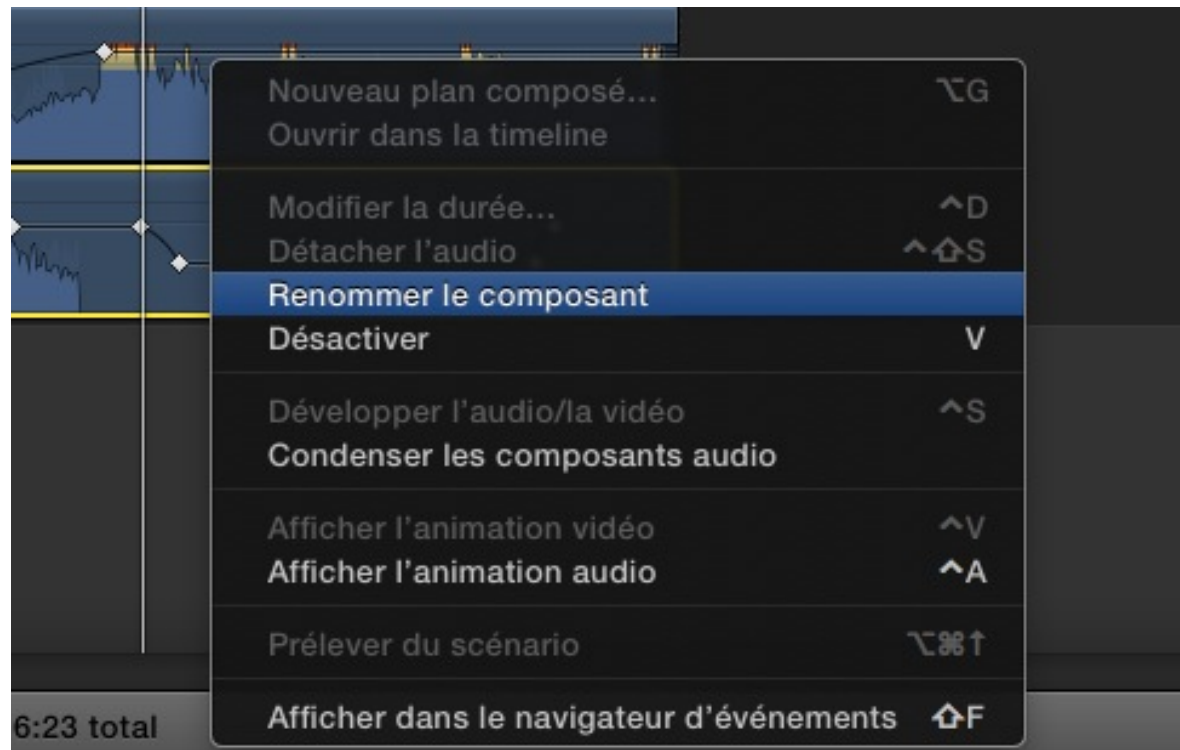 Nouveau plan composé... ⌥G
Ouvrir dans la timeline
Modifier la durée... ^D
Détacher l'audio ^⇧S
Renommer le composant
Désactiver V
Développer l'audio/la vidéo ^S
Condenser les composants audio
Afficher l'animation vidéo ^V
Afficher l'animation audio ^A
Prélever du scénario ⌥⌘↑
Afficher dans le navigateur d'événements ⇧F
6:23 total